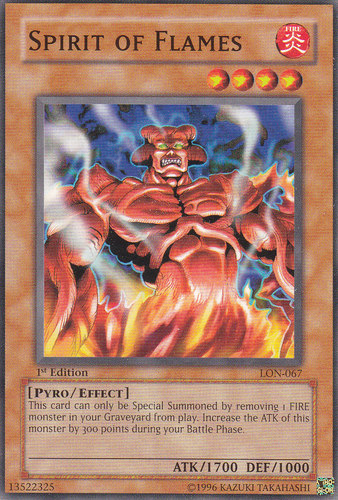 SPIRIT OF FLAMES
FIRE
炎
1st Edition
LON-067
[PYRO/EFFECT]
This card can only be Special Summoned by removing 1 FIRE
monster in your Graveyard from play. Increase the ATK of this
monster by 300 points during your Battle Phase.
ATK/1700 DEF/1000
13522325
©1996 KAZUKI TAKAHASHI